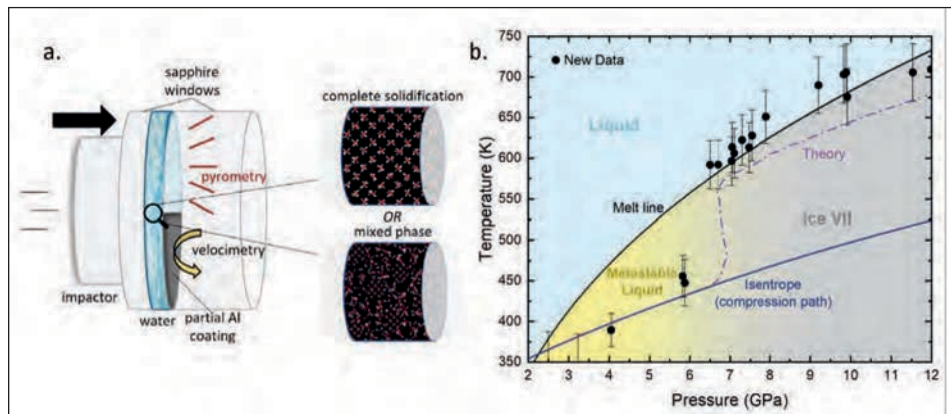 a.
sapphire
windows
pyrometry
velocimetry
impactor
water
partial Al
coating
complete solidification
OR
mixed phase
b.
New Data
Liquid
Theory
Melt line
Ice VII
Metastable
Liquid
Isentrope
(compression path)
Temperature (K)
750
700
650
600
550
500
450
400
350
2 3 4 5 6 7 8 9 10 11 12
Pressure (GPa)